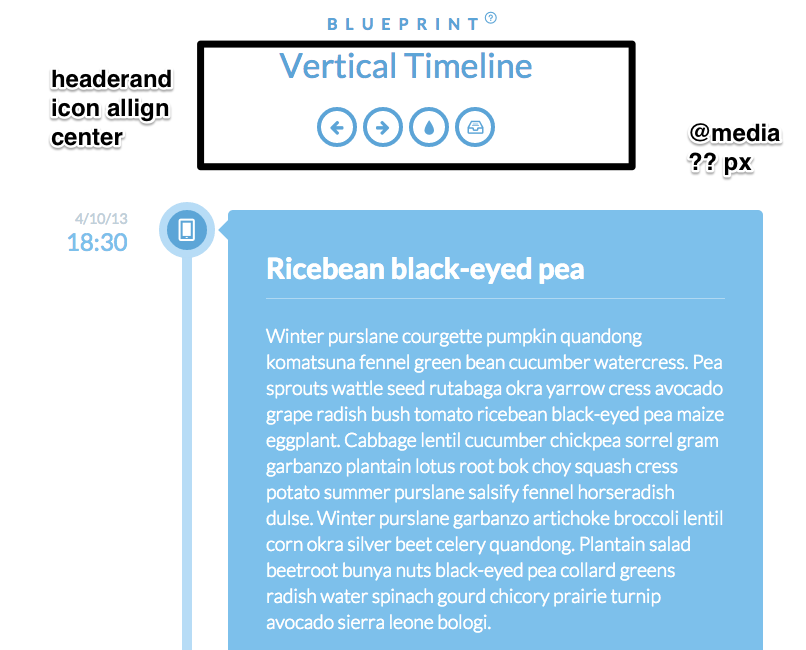 BLUEPRINT?
Vertical Timeline
headerand
icon allign
center
@media
?? px
4/10/13
18:30
Ricebean black-eyed pea
Winter purslane courgette pumpkin quandong
komatsuna fennel green bean cucumber watercress. Pea
sprouts wattle seed rutabaga okra yarrow cress avocado
grape radish bush tomato ricebean black-eyed pea maize
eggplant. Cabbage lentil cucumber chickpea sorrel gram
garbanzo plantain lotus root bok choy squash cress
potato summer purslane salsify fennel horseradish
dulse. Winter purslane garbanzo artichoke broccoli lentil
corn okra silver beet celery quandong. Plantain salad
beetroot bunya nuts black-eyed pea collard greens
radish water spinach gourd chicory prairie turnip
avocado sierra leone bologi.